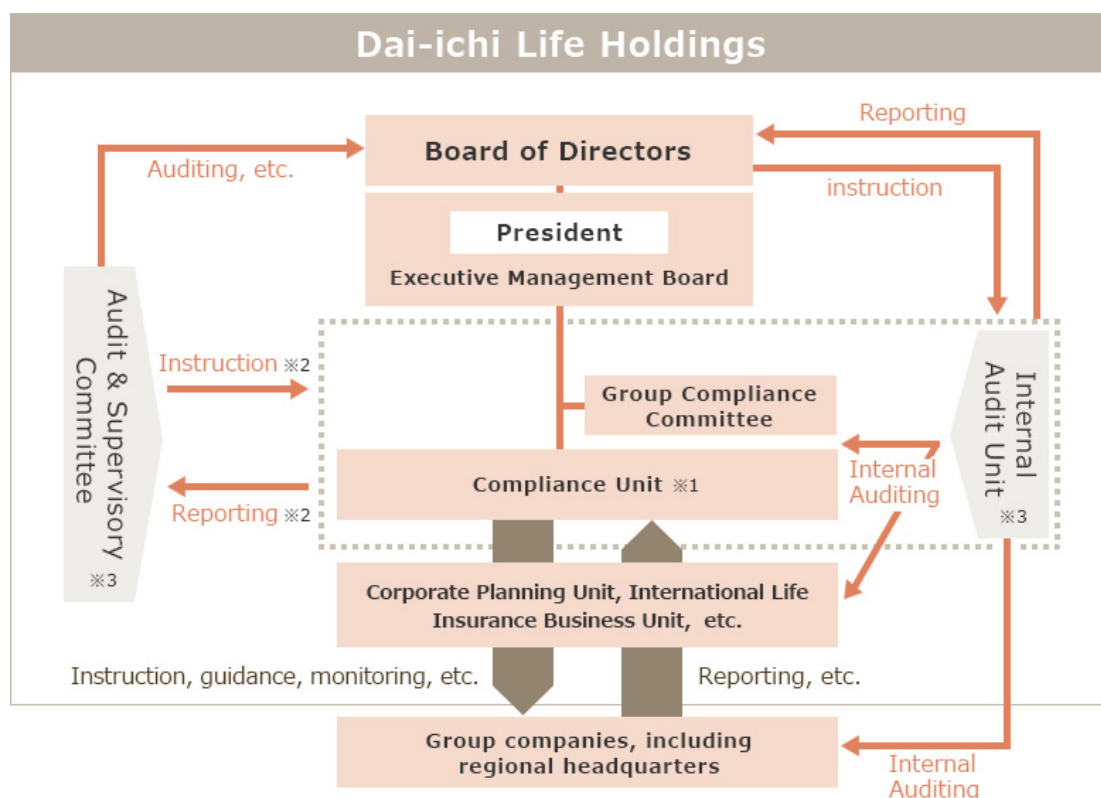 Dai-ichi Life Holdings
Reporting
Board of Directors
Auditing, etc.
instruction
President
Executive Management Board
Audit & Supervisory
Committee
※3
Instruction ※2
Group Compliance
Committee
Internal
Audit Unit
※3
Internal
Auditing
Compliance Unit ※1
Reporting ※2
Corporate Planning Unit, International Life
Insurance Business Unit, etc.
Instruction, guidance, monitoring, etc.
Reporting, etc.
Group companies, including
regional headquarters
Internal
Auditing